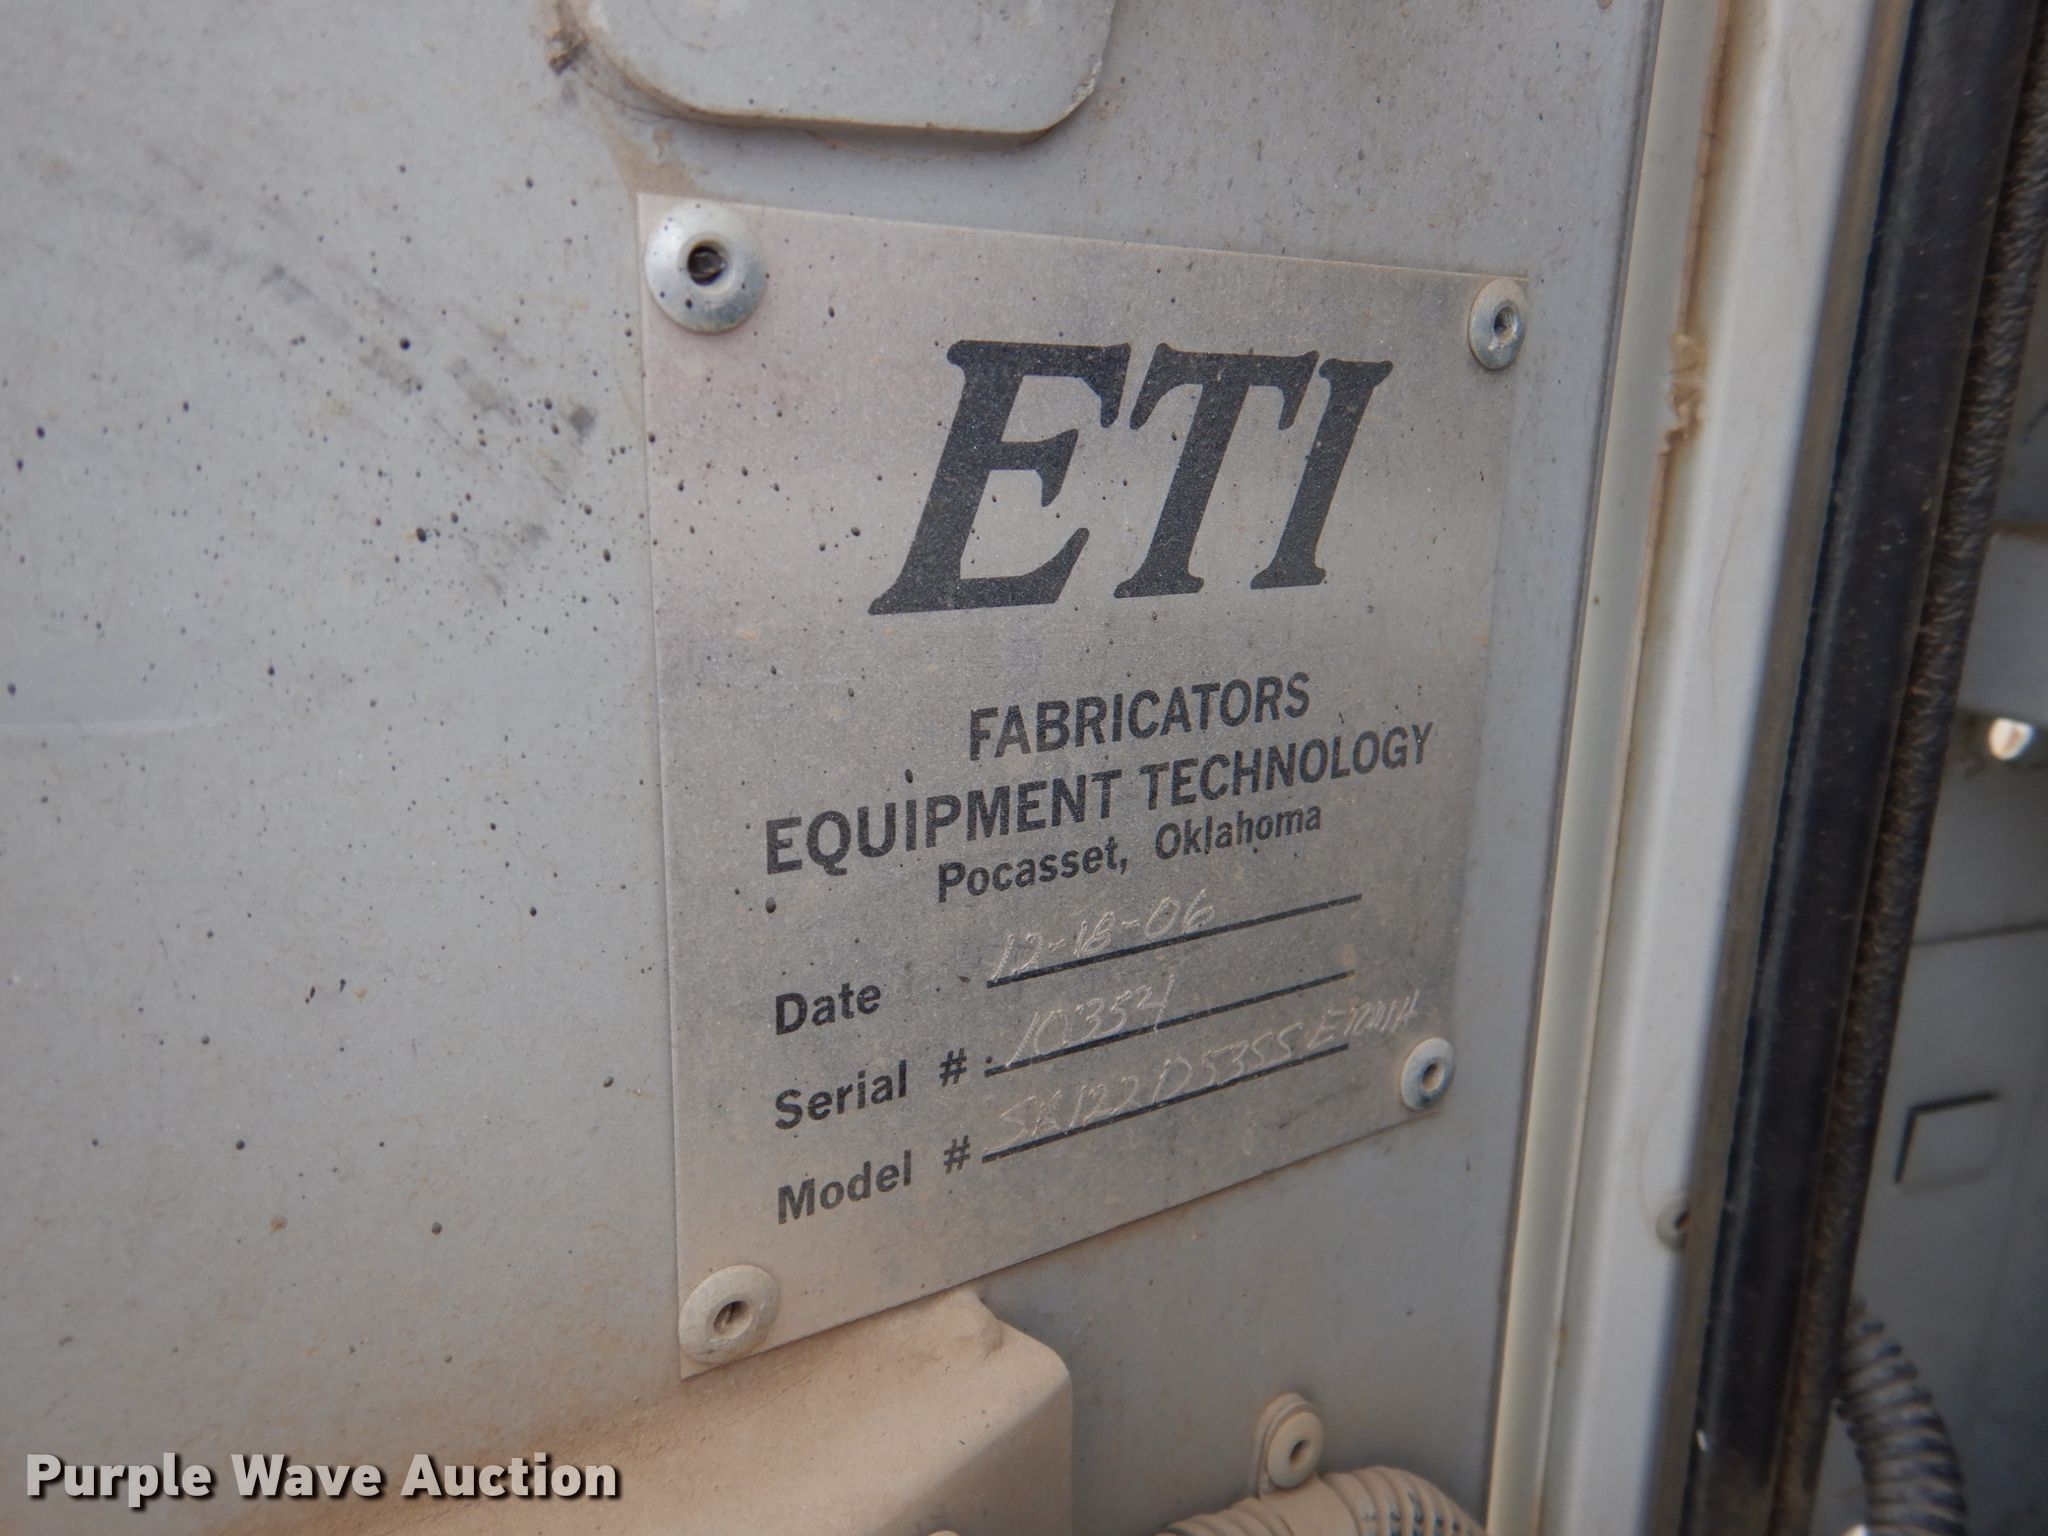 ETI
FABRICATORS
EQUIPMENT TECHNOLOGY
Pocasset, Oklahoma
Date 12-18-06
Serial # 10354
Model #
Purple Wave Auction